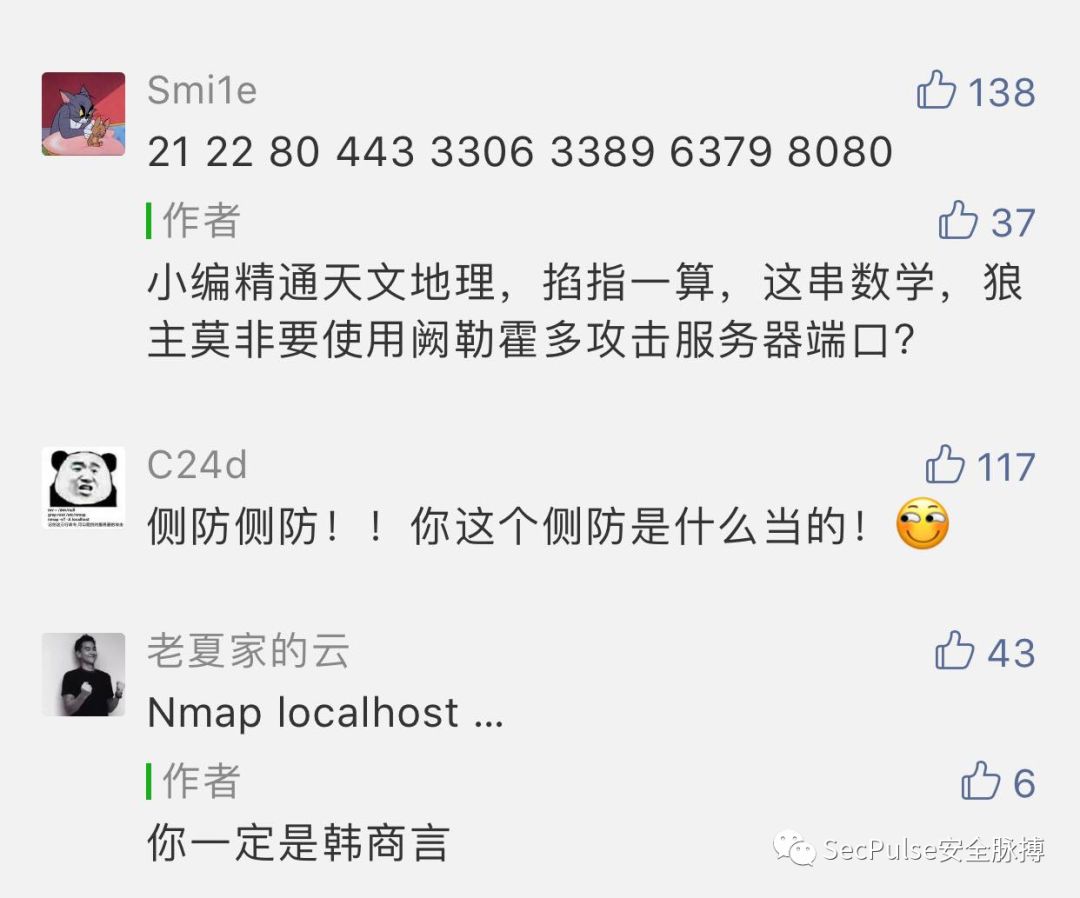 Smi1e
138
21 22 80 443 3306 3389 6379 8080
作者
37
小编精通天文地理，掐指一算，这串数学，狼
主莫非要使用阙勒霍多攻击服务器端口？
C24d
117
侧防侧防！！你这个侧防是什么当的！
老夏家的云
43
Nmap localhost ...
作者
6
你一定是韩商言
SecPulse安全脉搏